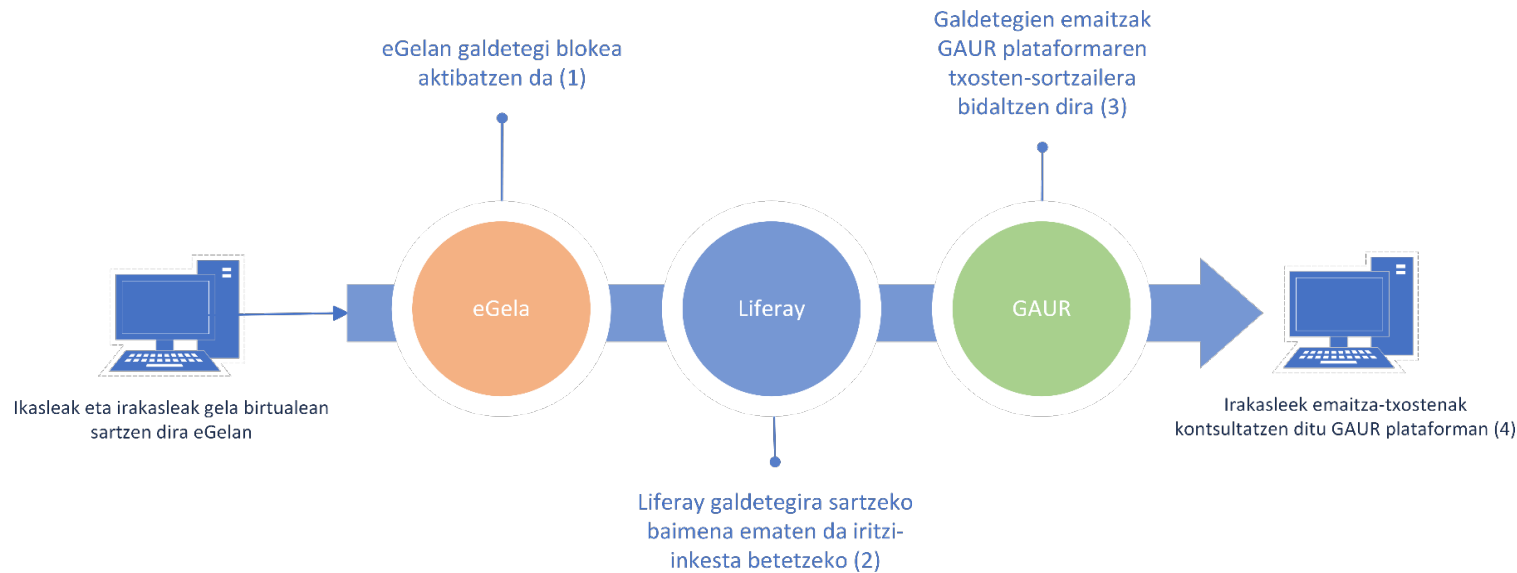 eGelan galdetegi blokea
aktibatzen da (1)
Galdetegien emaitzak
GAUR plataformaren
txosten-sortzailera
bidaltzen dira (3)
eGela
Liferay
GAUR
Ikasleak eta irakasleak gela birtualean
sartzen dira eGelan
Irakasleek emaitza-txostenak
kontsultatzen ditu GAUR plataforman (4)
Liferay galdetegira sartzeko
baimena ematen da iritzi-
inkesta betetzeko (2)